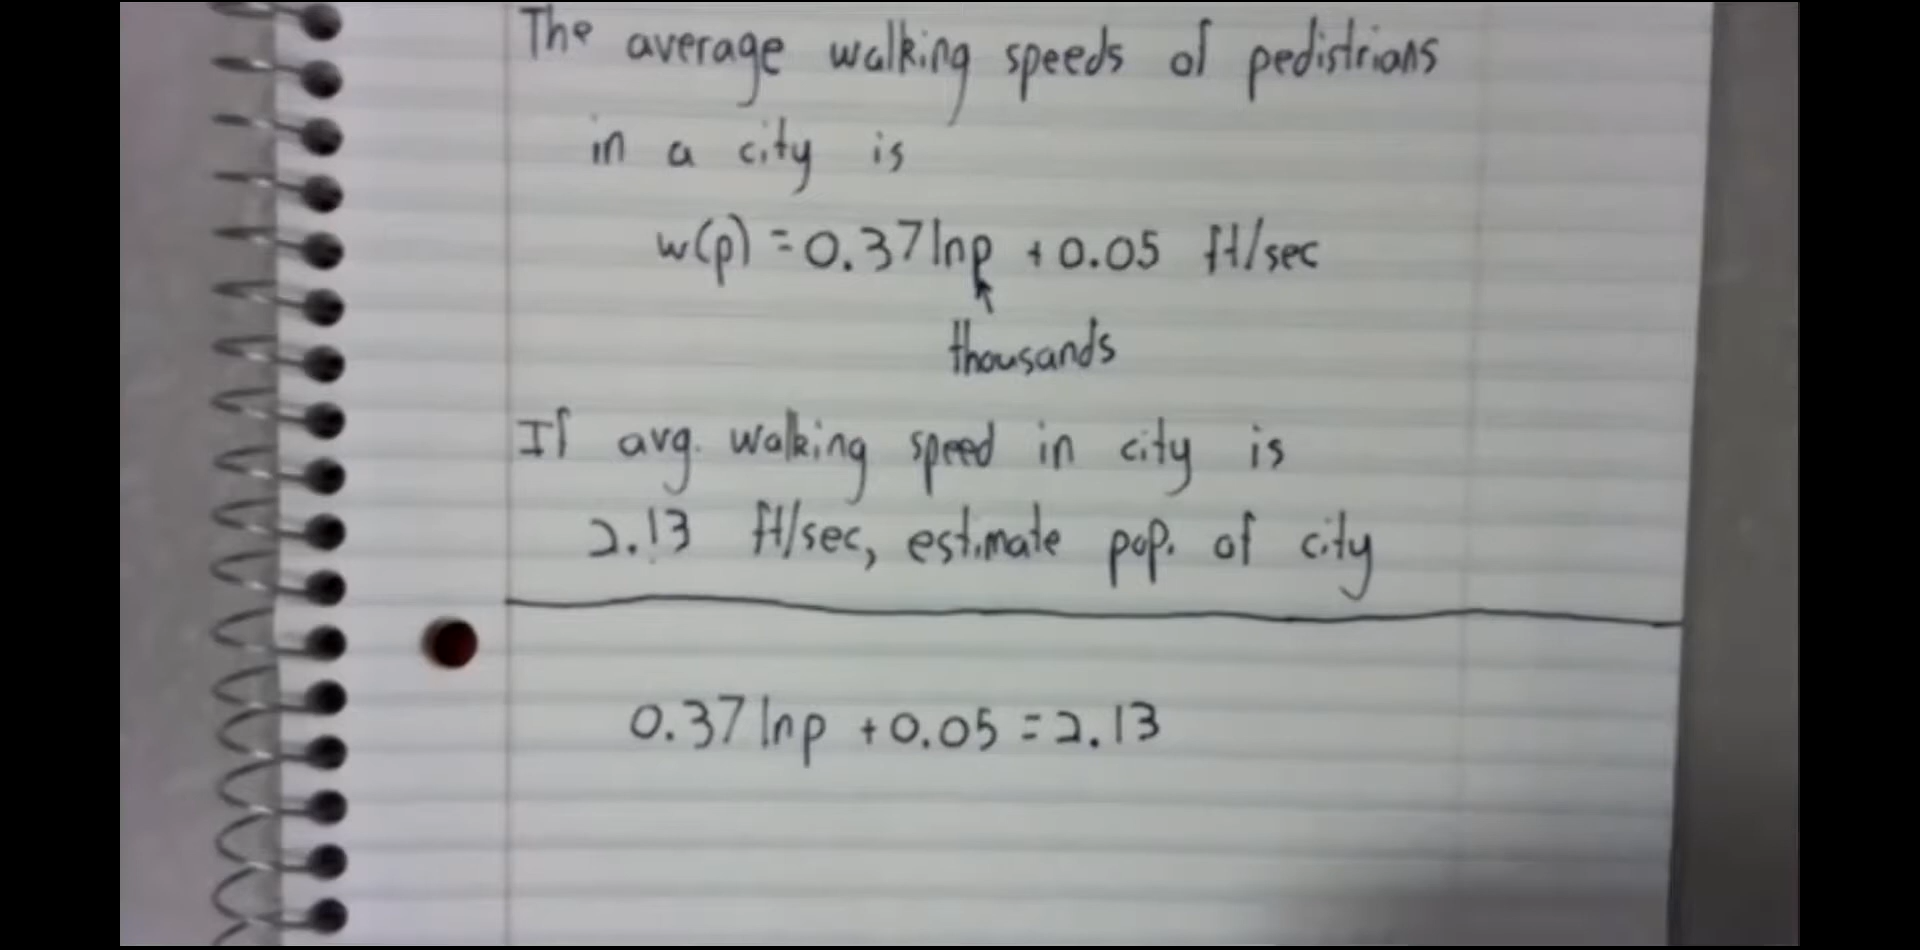 The average walking speeds of pedistrians
in a city is
w(p) = 0.37 ln p + 0.05 ft/sec
thousands
If avg. walking speed in city is
2.13 ft/sec, estimate pop. of city
0.37 ln p + 0.05 = 2.13